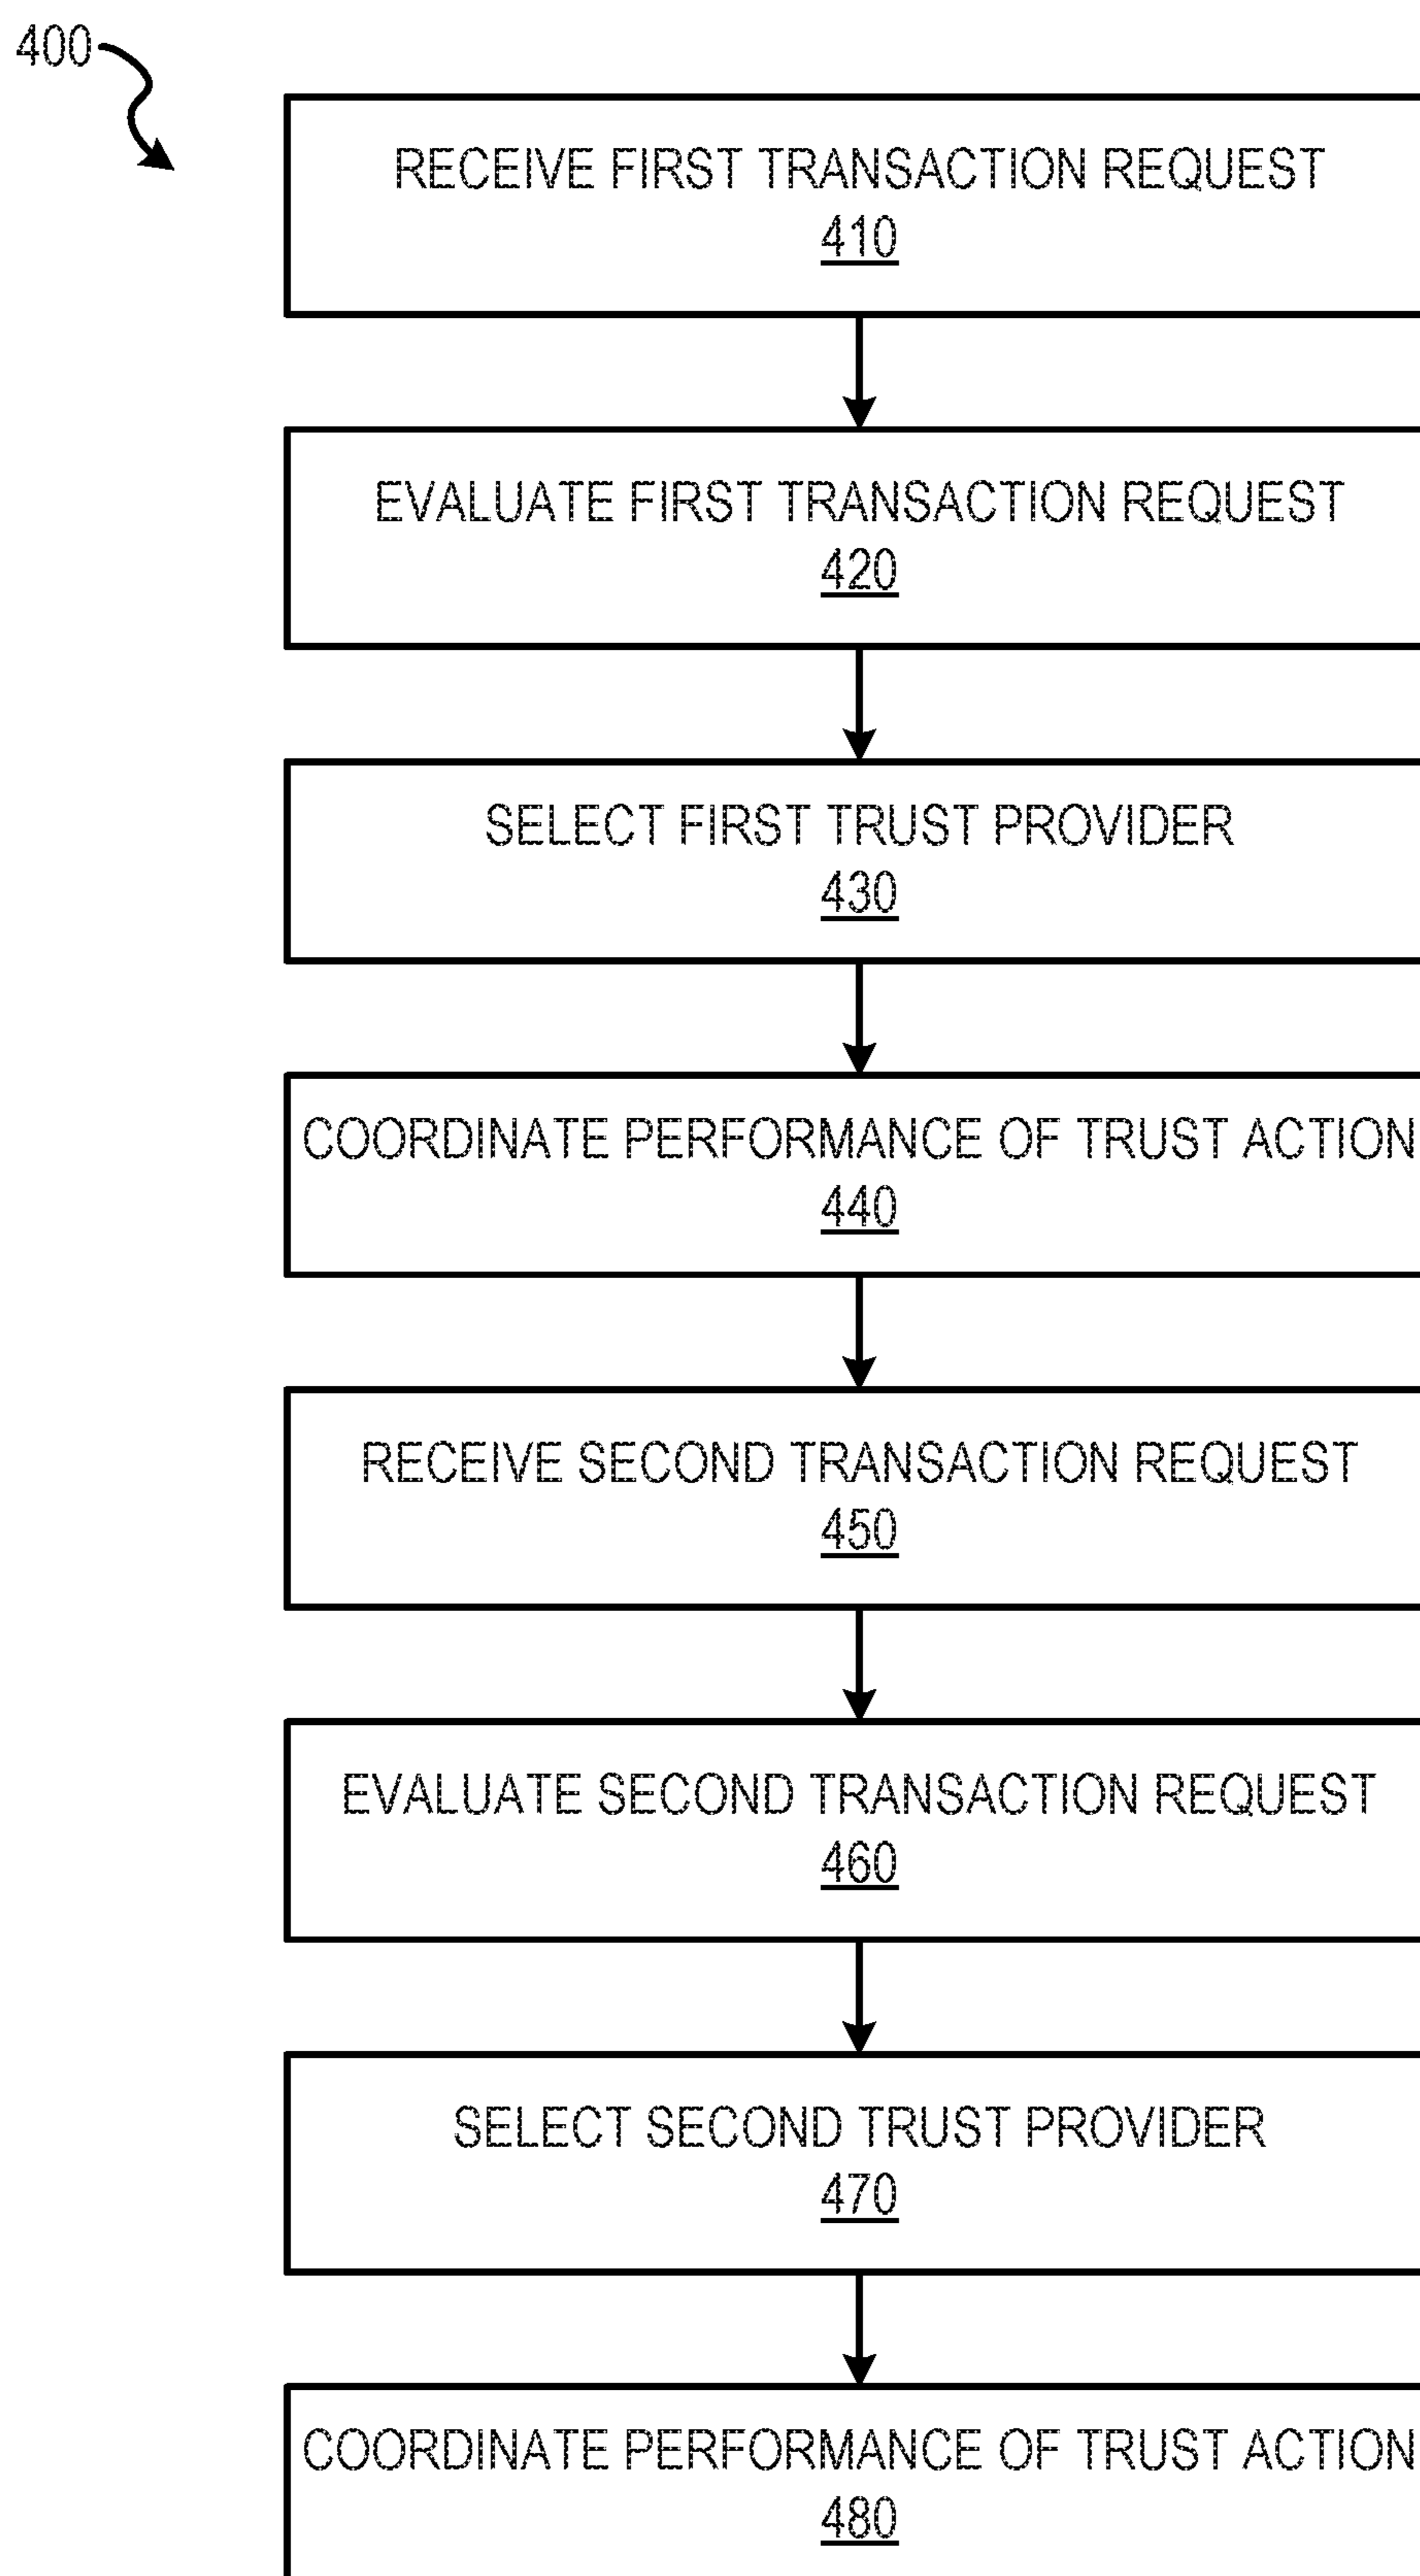 400
RECEIVE FIRST TRANSACTION REQUEST
410
EVALUATE FIRST TRANSACTION REQUEST
420
SELECT FIRST TRUST PROVIDER
430
COORDINATE PERFORMANCE OF TRUST ACTION
440
RECEIVE SECOND TRANSACTION REQUEST
450
EVALUATE SECOND TRANSACTION REQUEST
460
SELECT SECOND TRUST PROVIDER
470
COORDINATE PERFORMANCE OF TRUST ACTION
480